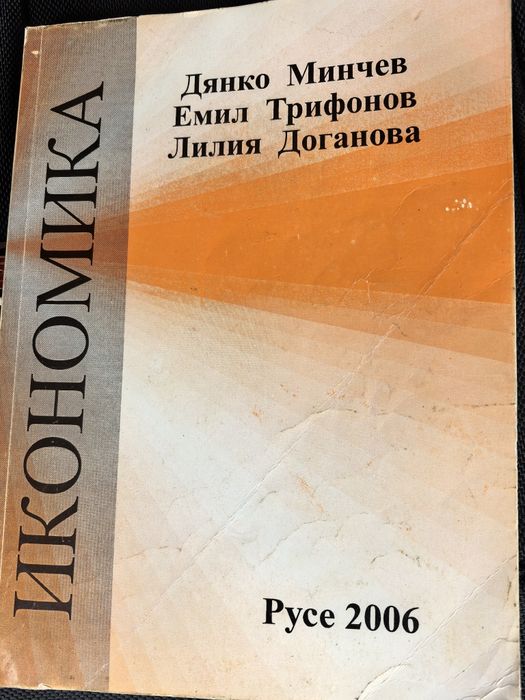 Дянко Минчев
Емил Трифонов
Лилия Доганова
ИКОНОМИКА
Русе 2006